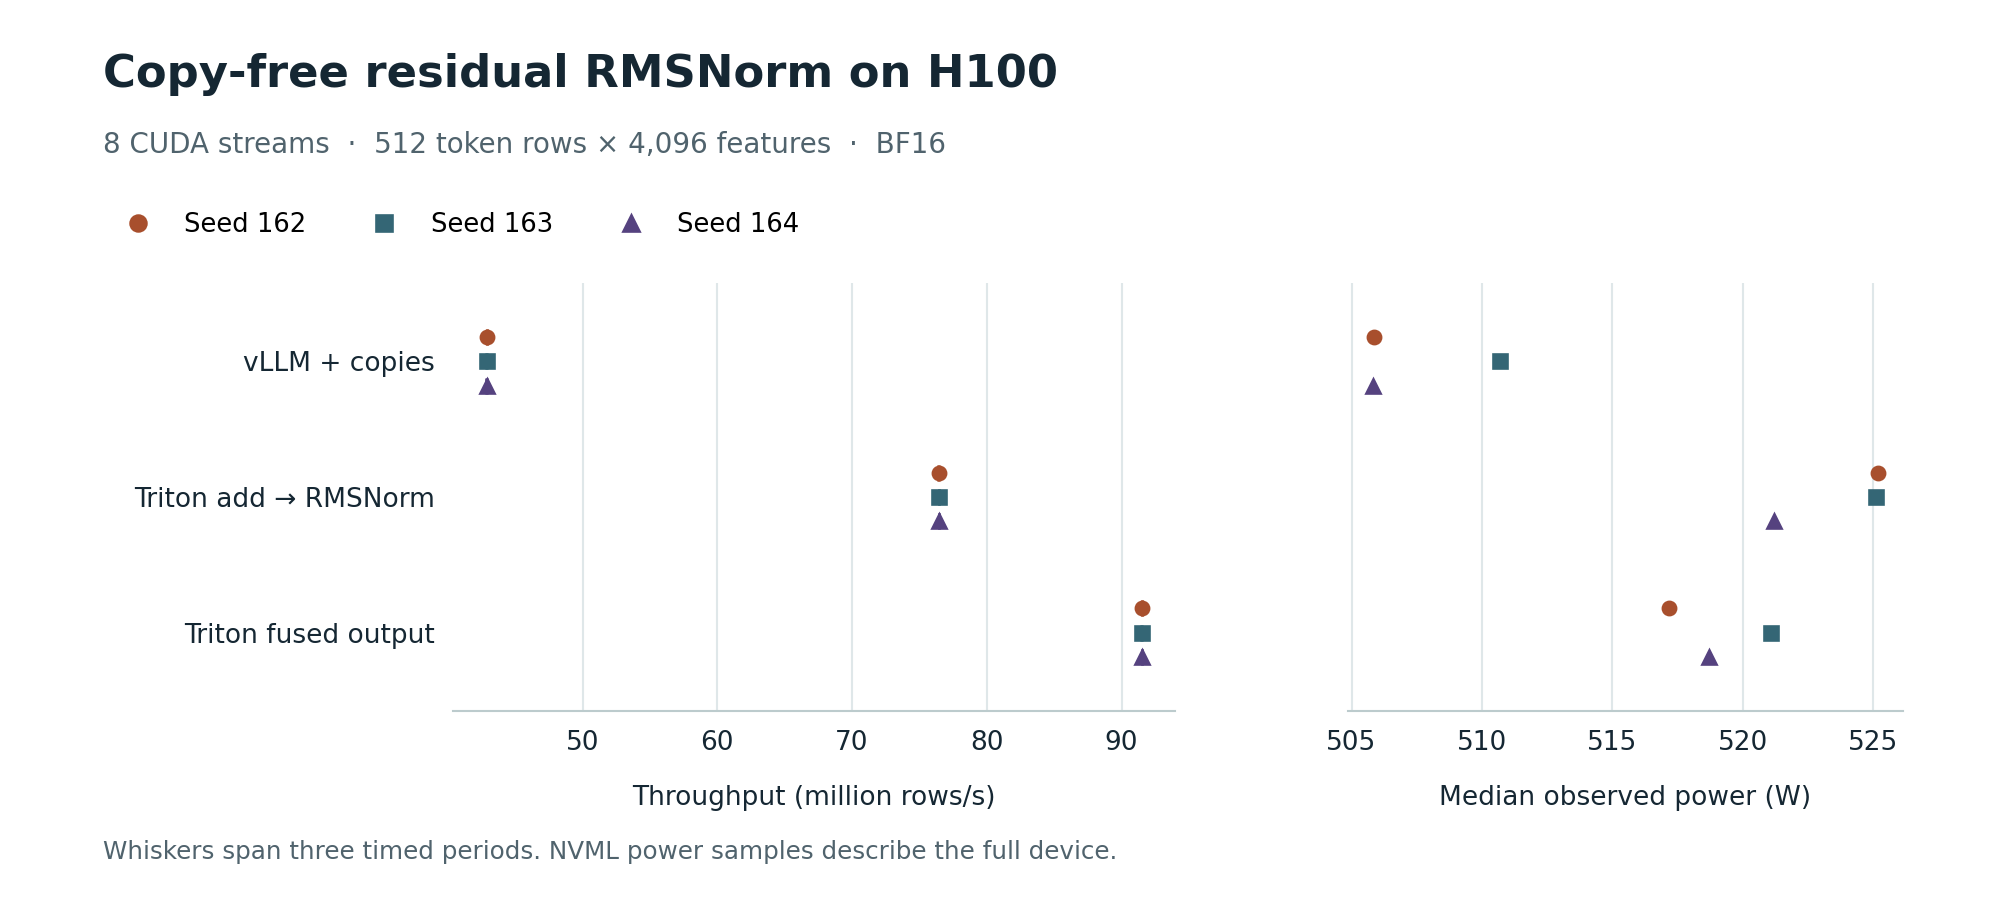 Copy-free residual RMSNorm on H100
8 CUDA streams · 512 token rows × 4,096 features · BF16
Seed 162 Seed 163 Seed 164
vLLM + copies
Triton add → RMSNorm
Triton fused output
50 60 70 80 90
505 510 515 520 525
Throughput (million rows/s)
Median observed power (W)
Whiskers span three timed periods. NVML power samples describe the full device.